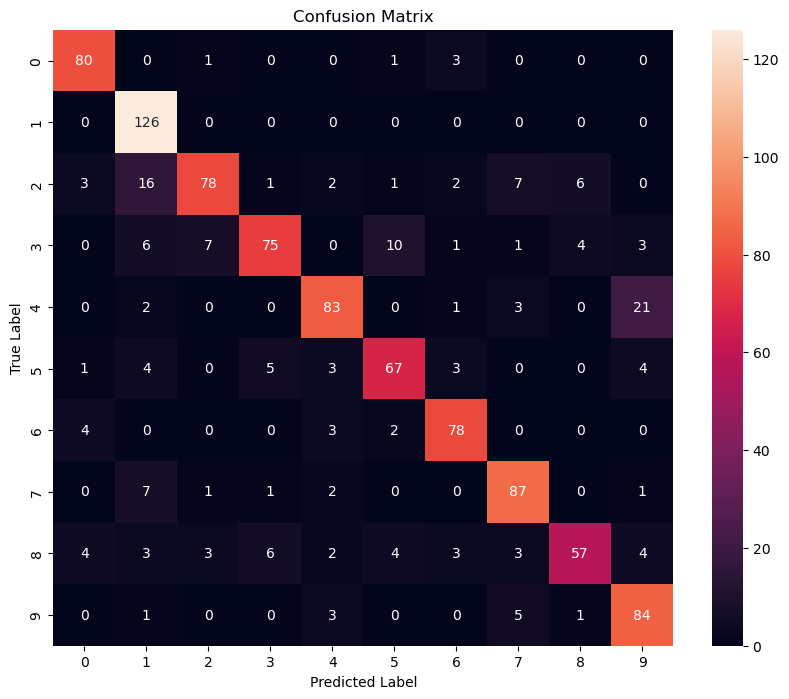 Confusion Matrix
0 80 0 1 0 0 1 3 0 0 0
1 0 126 0 0 0 0 0 0 0 0
2 3 16 78 1 2 1 2 7 6 0
3 0 6 7 75 0 10 1 1 4 3
4 0 2 0 0 83 0 1 3 0 21
5 1 4 0 5 3 67 3 0 0 4
6 4 0 0 0 3 2 78 0 0 0
7 0 7 1 1 2 0 0 87 0 1
8 4 3 3 6 2 4 3 3 57 4
9 0 1 0 0 3 0 0 5 1 84
0 1 2 3 4 5 6 7 8 9
Predicted Label
True Label
120
100
80
60
40
20
0